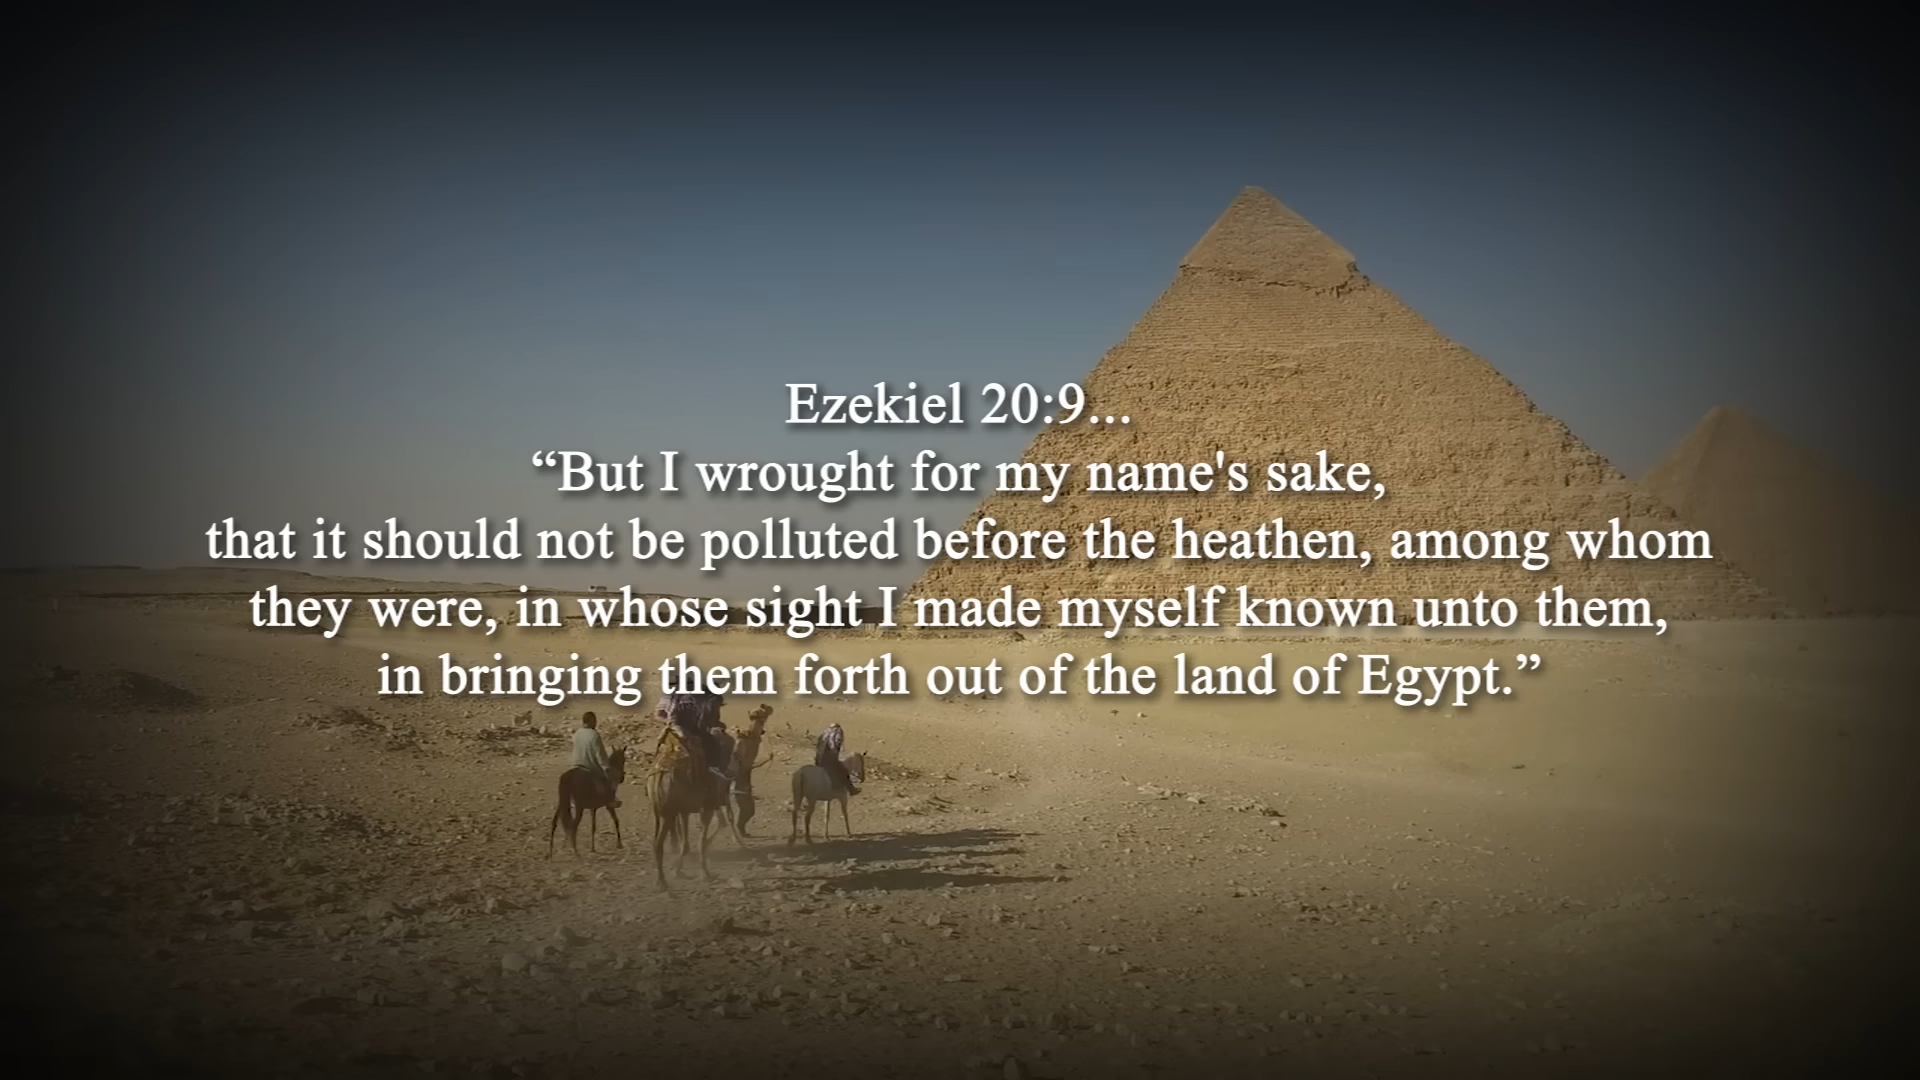 Ezekiel 20:9...
“But I wrought for my name's sake,
that it should not be polluted before the heathen, among whom
they were, in whose sight I made myself known unto them,
in bringing them forth out of the land of Egypt.”